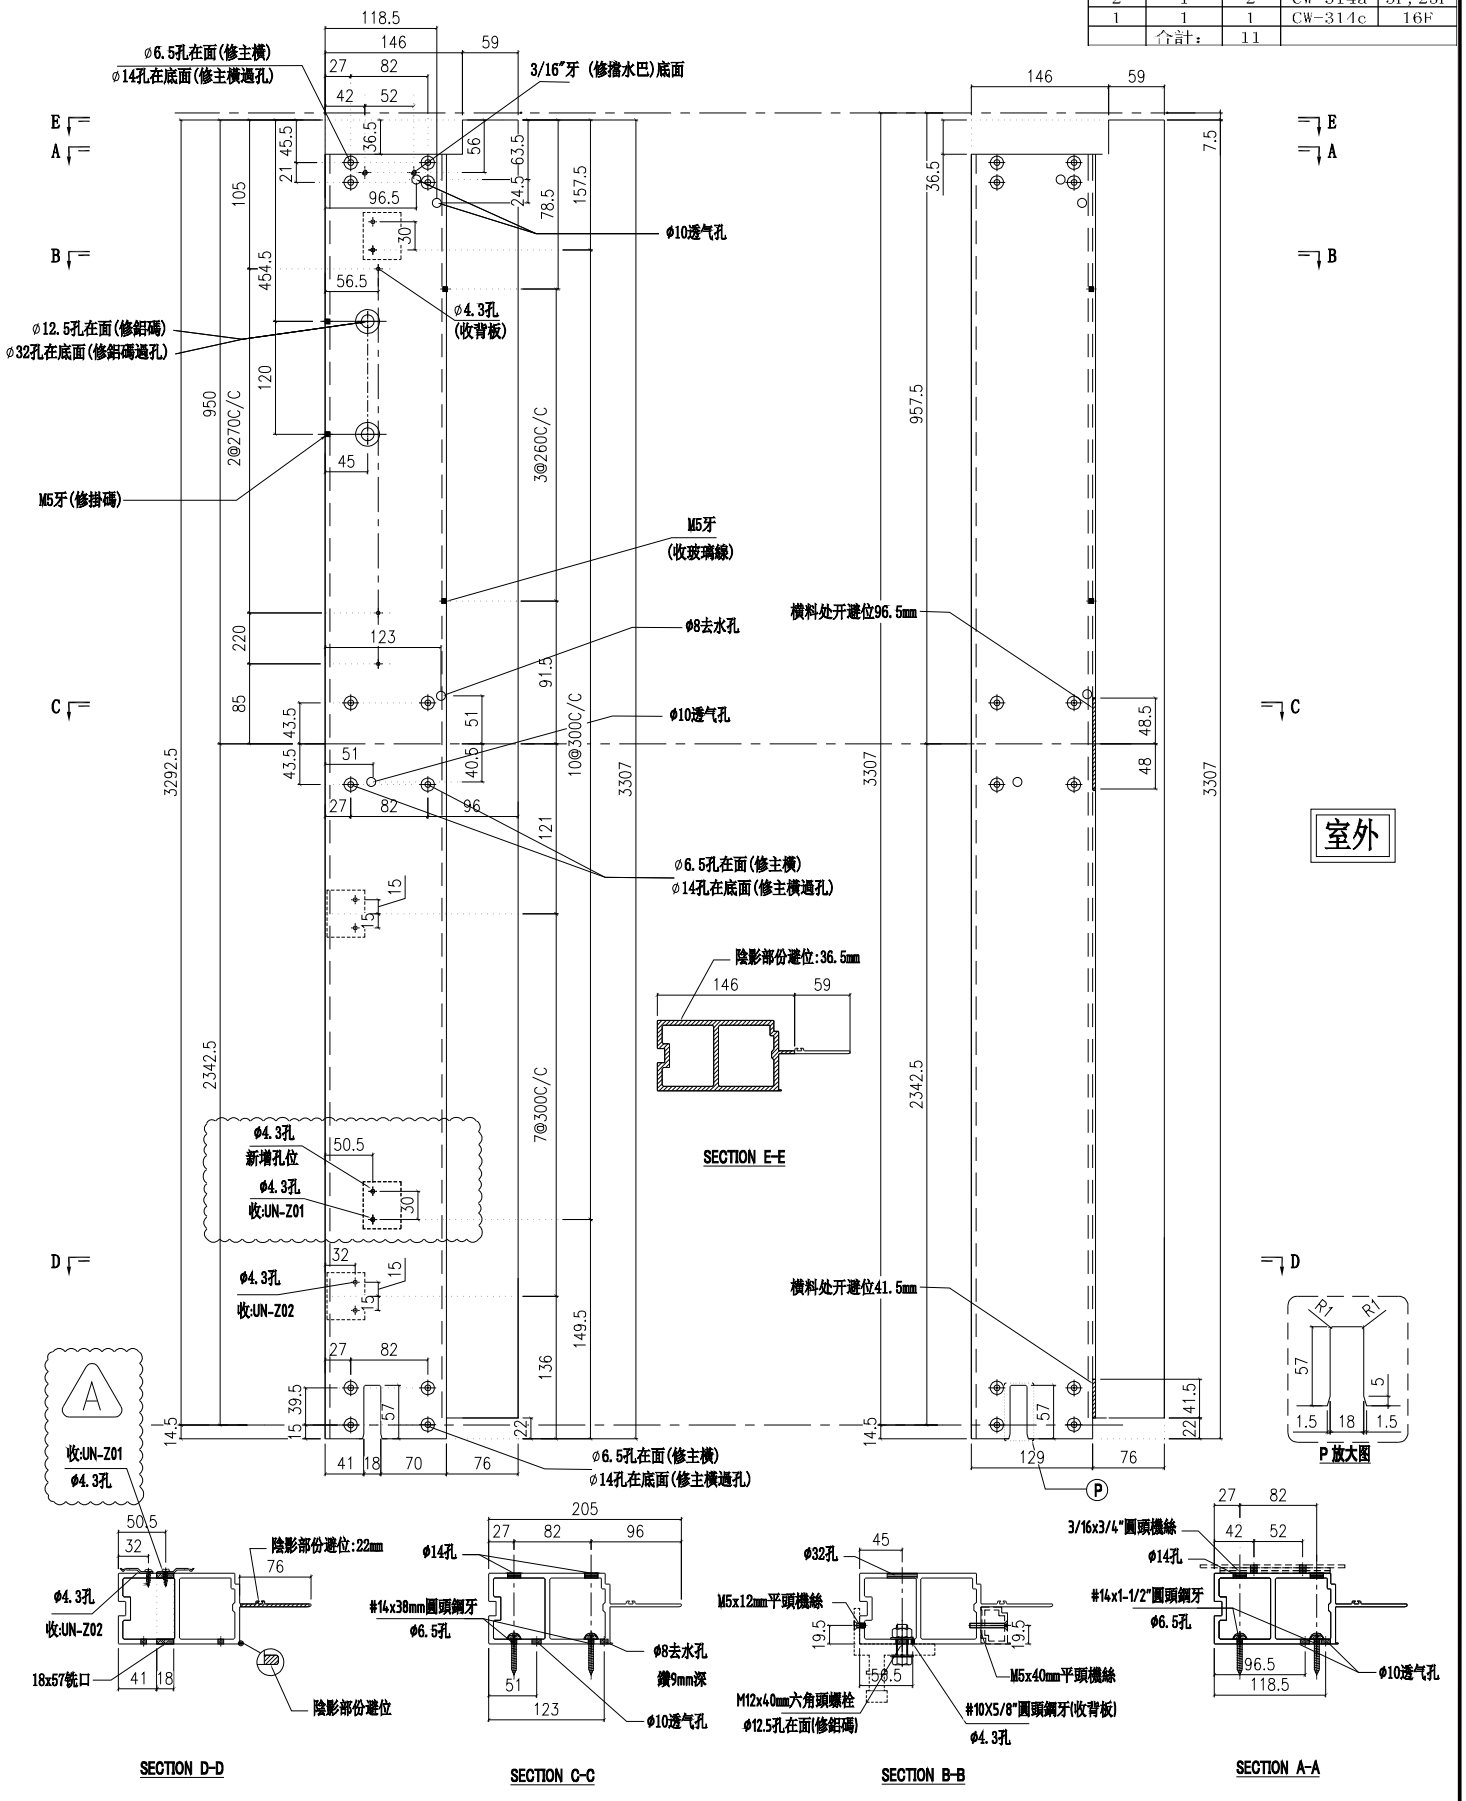 1 1 1 CW-314c 16F
合計: 11
118.5
146 59
27 82
42 52
ø6.5孔在面(修主橫)
ø14孔在底面(修主橫過孔)
3/16"牙 (修擋水巴)底面
146 59
E
E
A
A
36.5
45.5
21
105
56
63.5
24.5
78.5
157.5
36.5
7.5
96.5
30
ø10透气孔
B
B
454.5
56.5
ø4.3孔
(收背板)
ø12.5孔在面(修鋁碼)
ø32孔在底面(修鋁碼過孔)
120
950
2@270C/C
3@260C/C
957.5
45
M5牙(修掛碼)
M5牙
(收玻璃線)
橫料处开避位96.5mm
220
123
ø8去水孔
91.5
85
C
C
43.5
43.5
51
40.5
ø10透气孔
10@300C/C
48.5
48
51
3292.5
3307
3307
3307
27 82 96
121
室外
ø6.5孔在面(修主橫)
ø14孔在底面(修主橫過孔)
15
15
陰影部份避位:36.5mm
146 59
SECTION E-E
2342.5
7@300C/C
2342.5
ø4.3孔
新增孔位
50.5
ø4.3孔
收:UN-Z01
30
D
D
32
15
15
ø4.3孔
收:UN-Z02
橫料处开避位41.5mm
149.5
136
27 82
39.5
15
14.5
57
22
41 18 70 76
ø6.5孔在面(修主橫)
ø14孔在底面(修主橫過孔)
14.5
57
41.5
22
129 76
P
R1 R1
57
5
1.5 18 1.5
P 放大图
A
收:UN-Z01
ø4.3孔
50.5
32
陰影部份避位:22mm
76
ø4.3孔
收:UN-Z02
18x57铣口
41 18
陰影部份避位
SECTION D-D
205
27 82 96
ø14孔
#14x38mm圓頭鋼牙
ø6.5孔
ø8去水孔
鑽9mm深
51
123
ø10透气孔
SECTION C-C
45
ø32孔
M5x12mm平頭機絲
19.5
19.5
56.5
M5x40mm平頭機絲
M12x40mm六角頭螺栓
ø12.5孔在面(修鋁碼)
#10X5/8"圓頭鋼牙(收背板)
ø4.3孔
SECTION B-B
27 82
42 52
3/16x3/4"圓頭機絲
ø14孔
#14x1-1/2"圓頭鋼牙
ø6.5孔
96.5
118.5
ø10透气孔
SECTION A-A